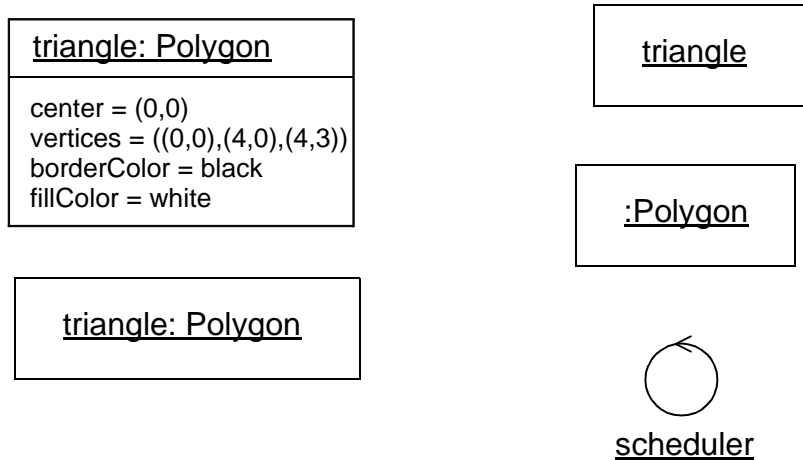 triangle: Polygon
center = (0,0)
vertices = ((0,0),(4,0),(4,3))
borderColor = black
fillColor = white
triangle: Polygon
triangle
:Polygon
scheduler